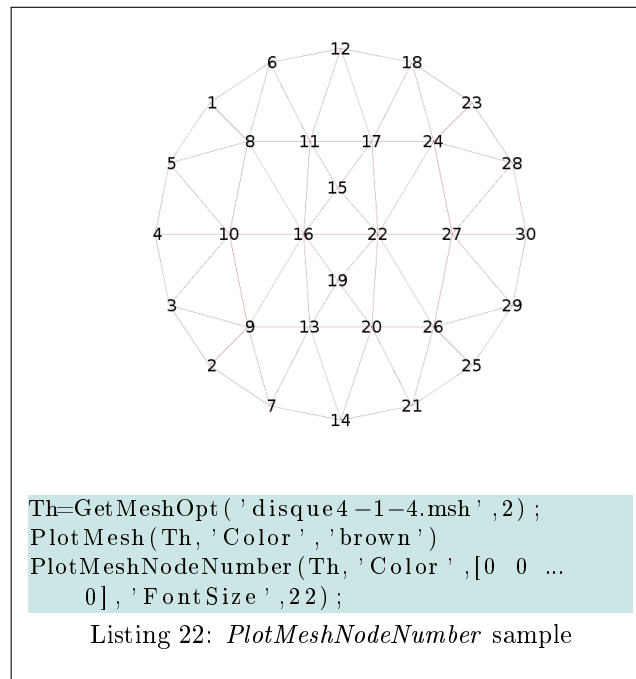 12
6 18
1 23
8 11 17 24
5 28
15
4 10 16 22 27 30
19
3 29
9 13 20 26
2 25
7 21
14
Th=GetMeshOpt('disque4-1-4.msh',2);
PlotMesh(Th,'Color','brown')
PlotMeshNodeNumber(Th,'Color',[0 0 ...
0],'FontSize',22);
Listing 22: PlotMeshNodeNumber sample